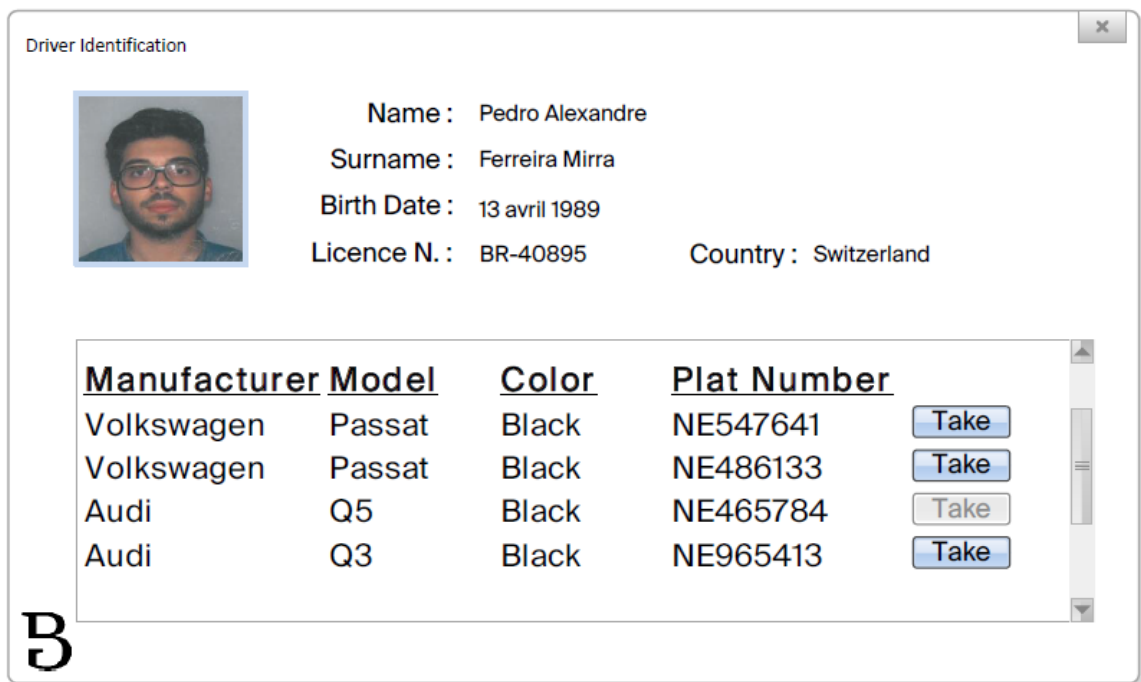 Driver Identification
Name : Pedro Alexandre
Surname : Ferreira Mirra
Birth Date : 13 avril 1989
Licence N. : BR-40895 Country : Switzerland
Manufacturer Model Color Plat Number
Volkswagen Passat Black NE547641 Take
Volkswagen Passat Black NE486133 Take
Audi Q5 Black NE465784 Take
Audi Q3 Black NE965413 Take